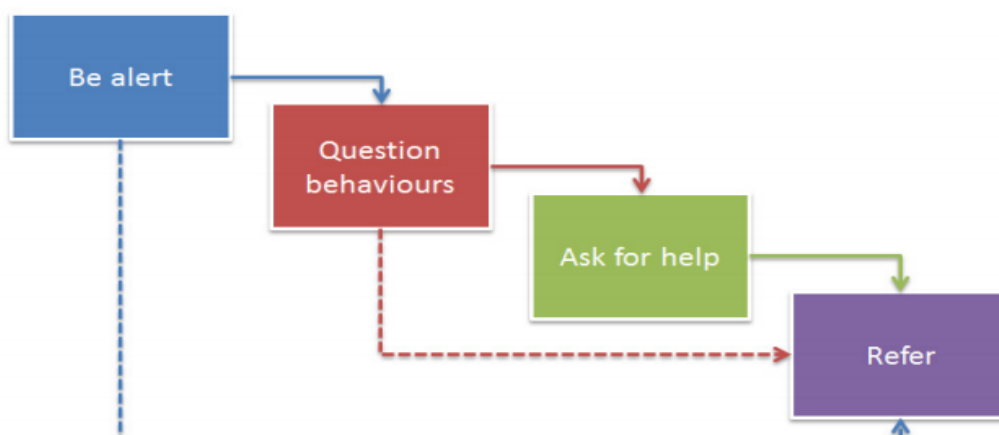 Be alert
Question
behaviours
Ask for help
Refer